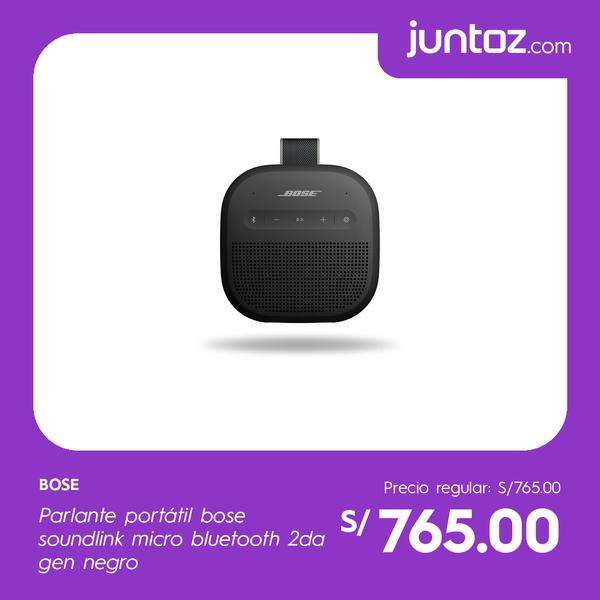 juntoz.com
BOSE
BOSE
Precio regular: S/765.00
Parlante portátil bose
soundlink micro bluetooth 2da
gen negro
S/ 765.00